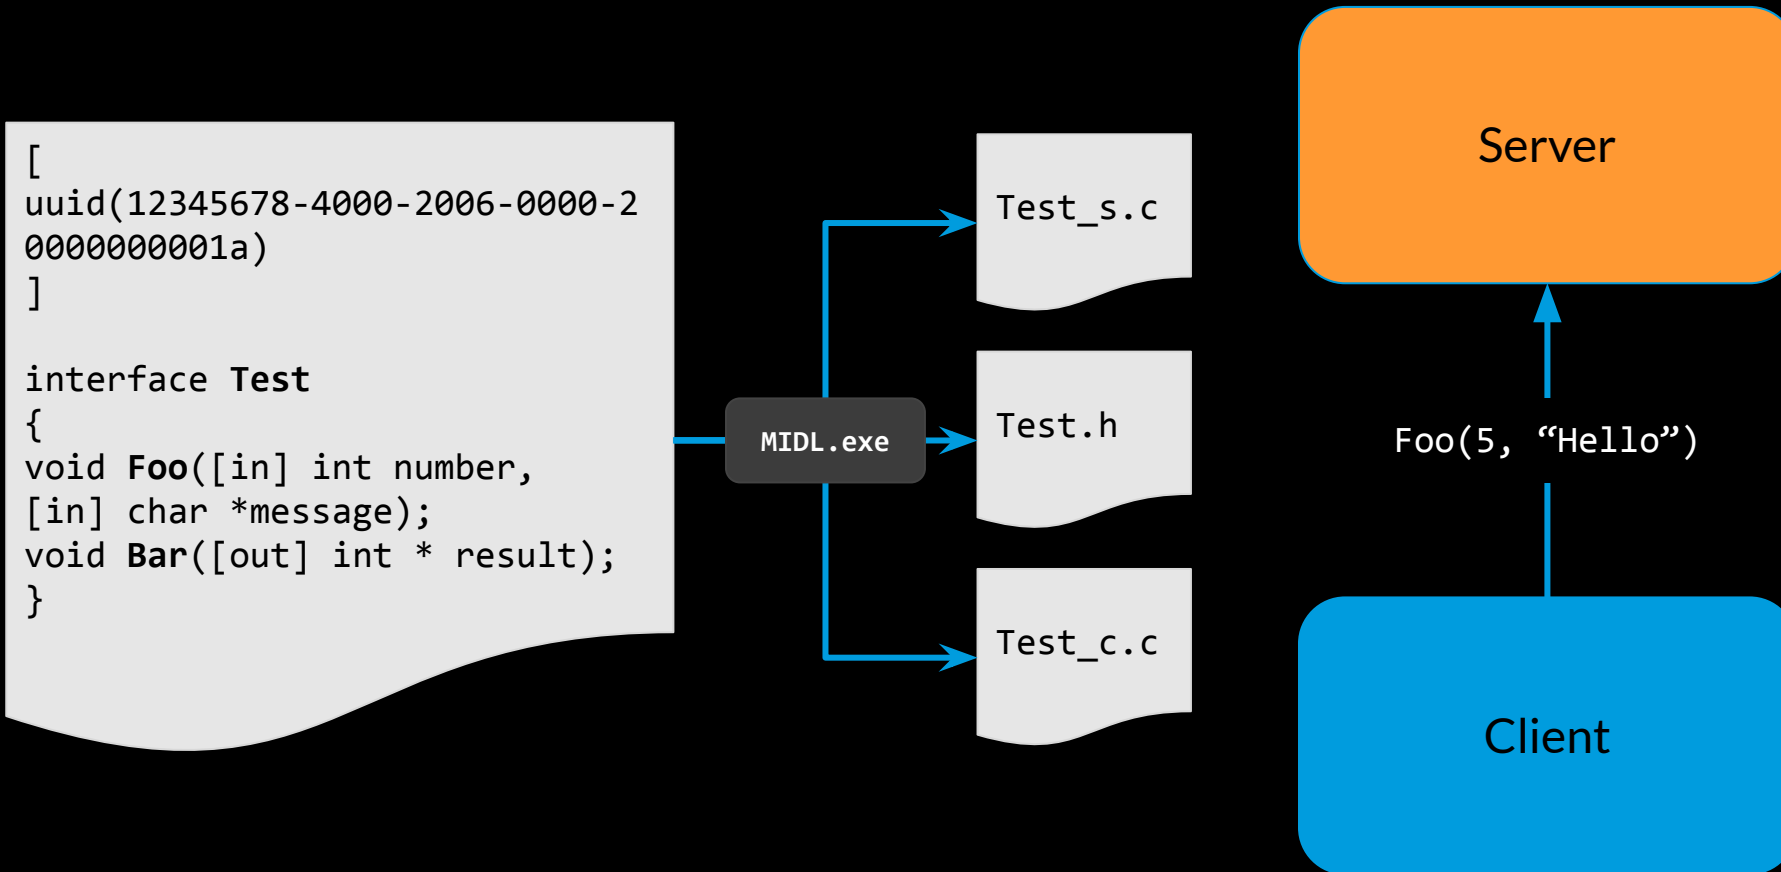 [
uuid(12345678-4000-2006-0000-2
0000000001a)
]
interface Test
{
void Foo([in] int number,
[in] char *message);
void Bar([out] int * result);
}
MIDL.exe
Test_s.c
Test.h
Test_c.c
Server
Foo(5, “Hello”)
Client